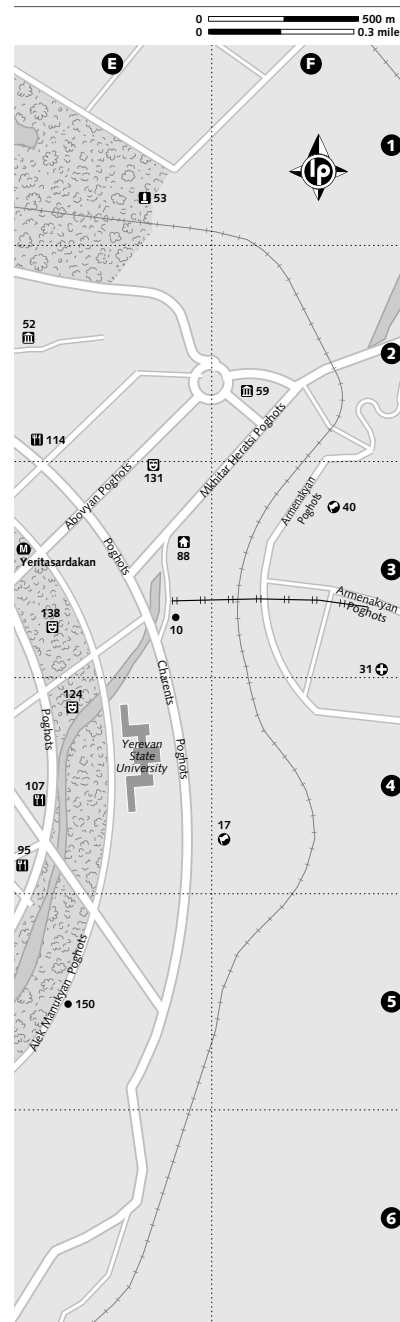 0 500 m
0 0.3 mile
E F
1
lp
53
52
2
59
114
Mkhitar Heratsi Poghots
131
Abovyan Poghots
40
Armenakyan
Poghots
88
M
Yeritasardakan
Poghots
3
Armenakyan
Poghots
138
10
31
Charents
Poghots
124
Poghots
Yerevan
State
University
4
107
17
95
Alek Manukyan Poghots
5
150
6